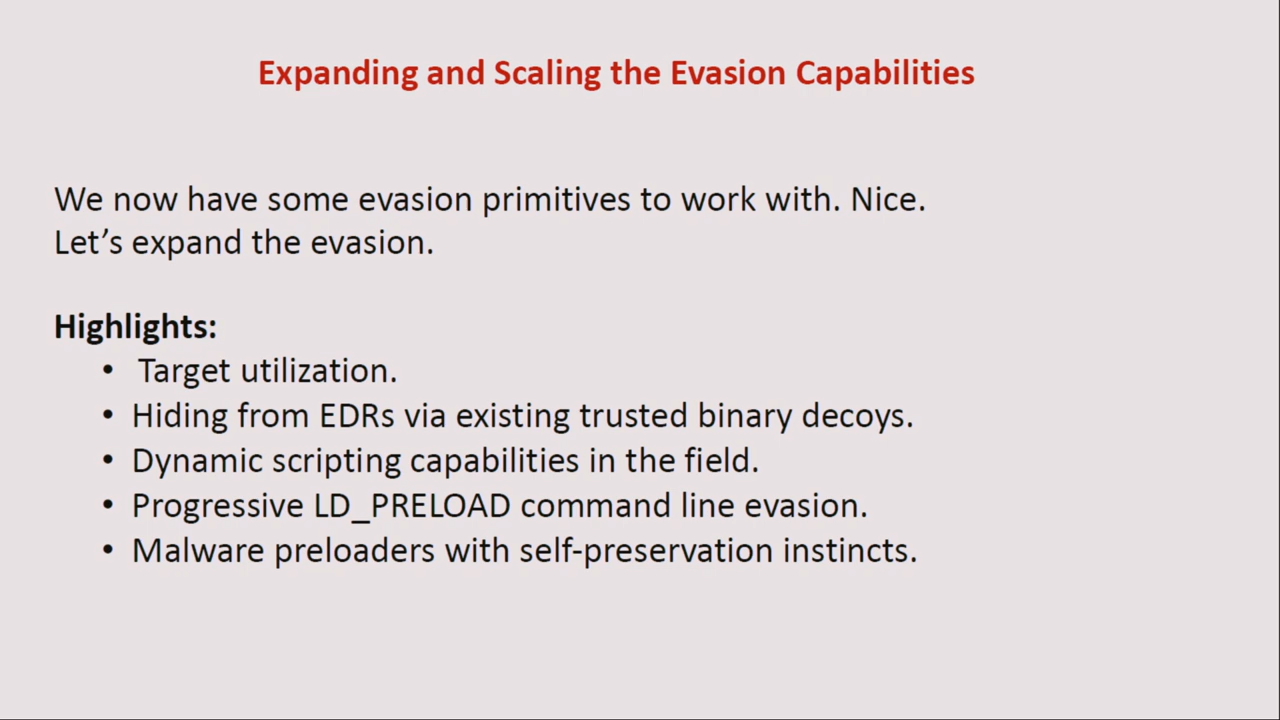 Expanding and Scaling the Evasion Capabilities
We now have some evasion primitives to work with. Nice.
Let’s expand the evasion.
Highlights:
• Target utilization.
• Hiding from EDRs via existing trusted binary decoys.
• Dynamic scripting capabilities in the field.
• Progressive LD_PRELOAD command line evasion.
• Malware preloaders with self-preservation instincts.